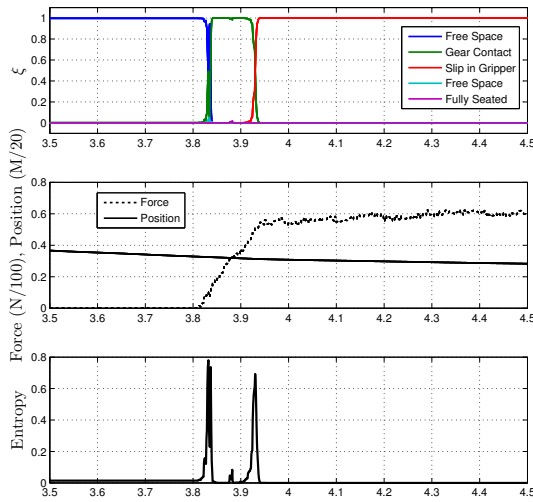 1
0.8
0.6
0.4
0.2
0
ξ
Free Space
Gear Contact
Slip in Gripper
Free Space
Fully Seated
3.5 3.6 3.7 3.8 3.9 4 4.1 4.2 4.3 4.4 4.5
Force (N/100), Position (M/20)
0.8
0.6
0.4
0.2
0
Force
Position
3.5 3.6 3.7 3.8 3.9 4 4.1 4.2 4.3 4.4 4.5
Entropy
0.8
0.6
0.4
0.2
0
3.5 3.6 3.7 3.8 3.9 4 4.1 4.2 4.3 4.4 4.5